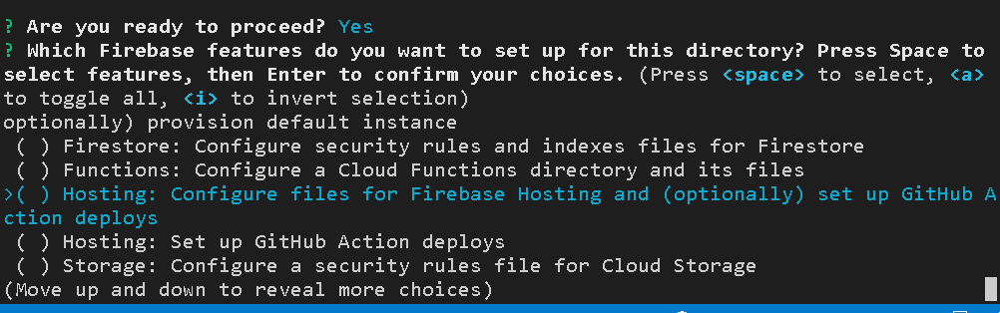 ? Are you ready to proceed? Yes
? Which Firebase features do you want to set up for this directory? Press Space to
select features, then Enter to confirm your choices. (Press <space> to select, <a>
to toggle all, <i> to invert selection)
optionally) provision default instance
 ( ) Firestore: Configure security rules and indexes files for Firestore
 ( ) Functions: Configure a Cloud Functions directory and its files
>( ) Hosting: Configure files for Firebase Hosting and (optionally) set up GitHub A
ction deploys
 ( ) Hosting: Set up GitHub Action deploys
 ( ) Storage: Configure a security rules file for Cloud Storage
(Move up and down to reveal more choices)